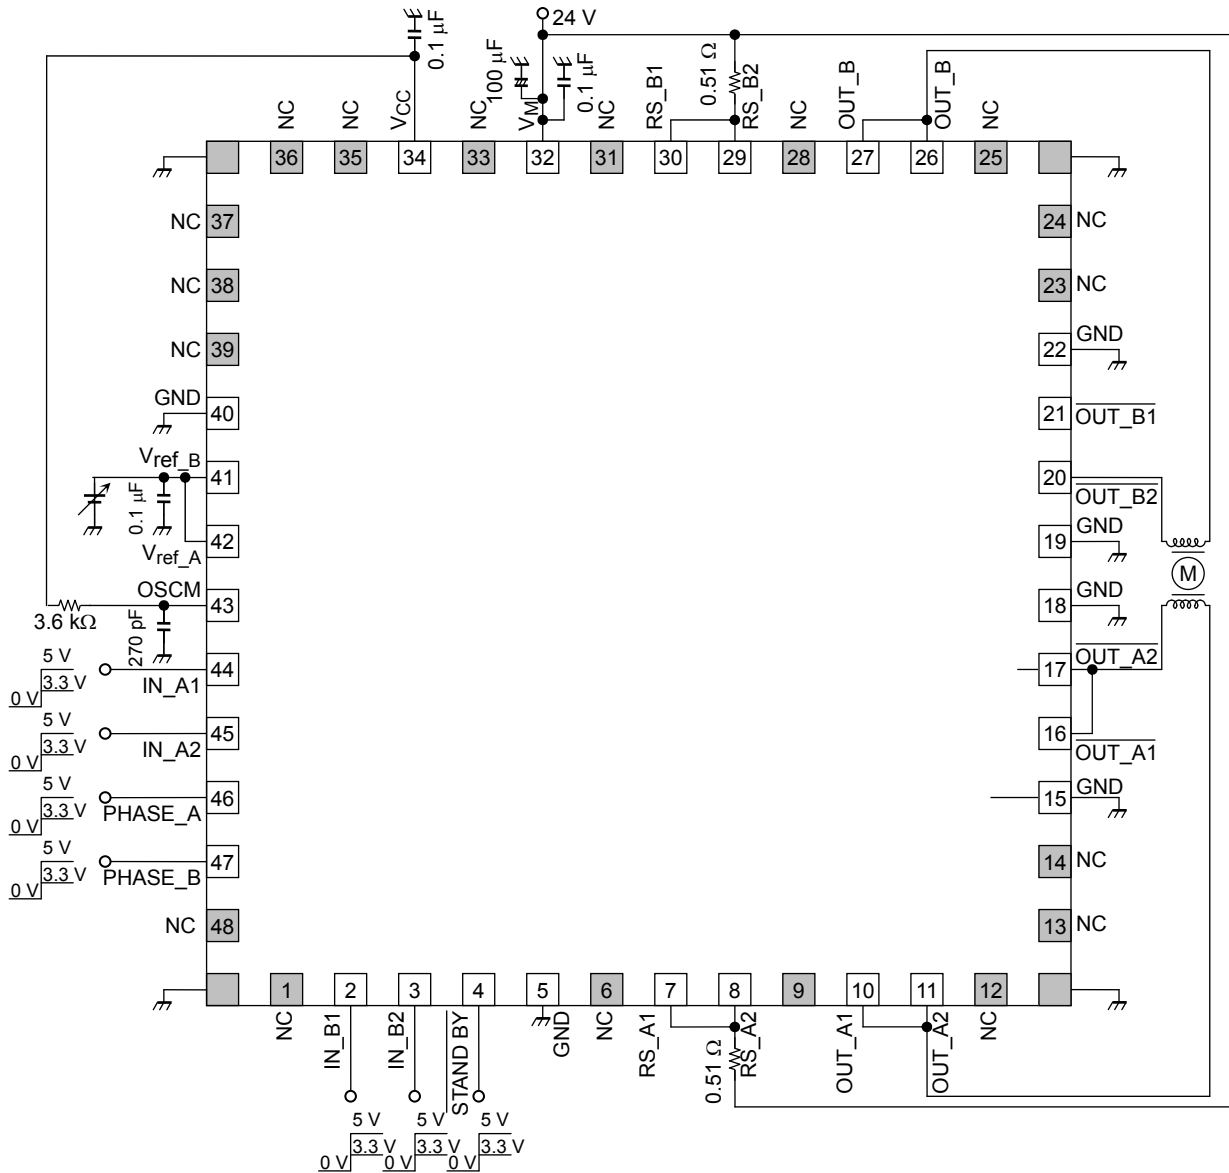 24 V
0.1 µF
100 µF
0.1 µF
0.51 Ω
NC
NC
VCC
NC
VM
NC
RS_B1
RS_B2
NC
OUT_B
OUT_B
NC
36
35
34
33
32
31
30
29
28
27
26
25
NC 37
24 NC
NC 38
23 NC
NC 39
22 GND
GND 40
21 OUT_B1
Vref_B 41
20 OUT_B2
0.1 µF
Vref_A 42
19 GND
M
OSCM 43
18 GND
3.6 kΩ
270 pF
5 V
3.3 V
0 V
IN_A1 44
17 OUT_A2
5 V
3.3 V
0 V
IN_A2 45
16 OUT_A1
5 V
3.3 V
0 V
PHASE_A 46
15 GND
5 V
3.3 V
0 V
PHASE_B 47
14 NC
NC 48
13 NC
1
2
3
4
5
6
7
8
9
10
11
12
NC
IN_B1
IN_B2
STAND BY
GND
NC
RS_A1
0.51 Ω
RS_A2
OUT_A1
OUT_A2
NC
5 V
3.3 V
0 V
5 V
3.3 V
0 V
5 V
3.3 V
0 V